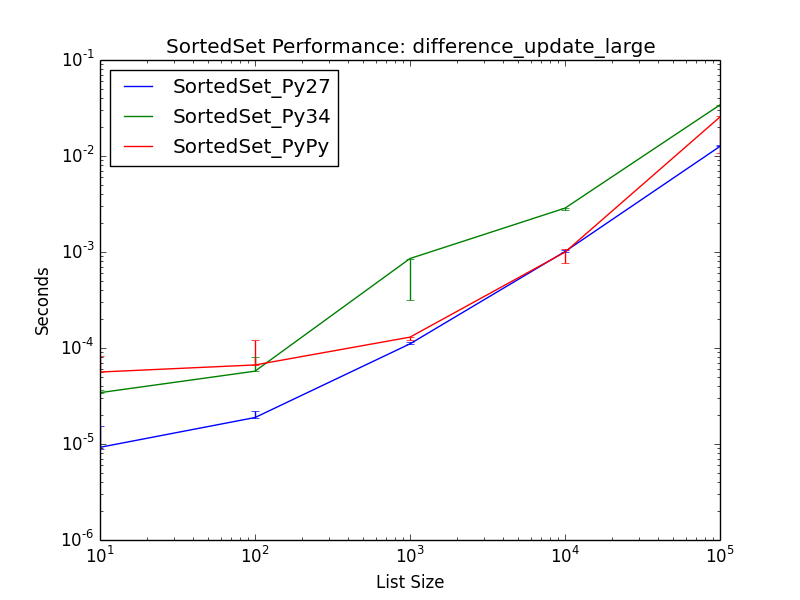 SortedSet Performance: difference_update_large
SortedSet_Py27
SortedSet_Py34
SortedSet_PyPy
10^-1
10^-2
10^-3
10^-4
10^-5
10^-6
Seconds
10^1 10^2 10^3 10^4 10^5
List Size